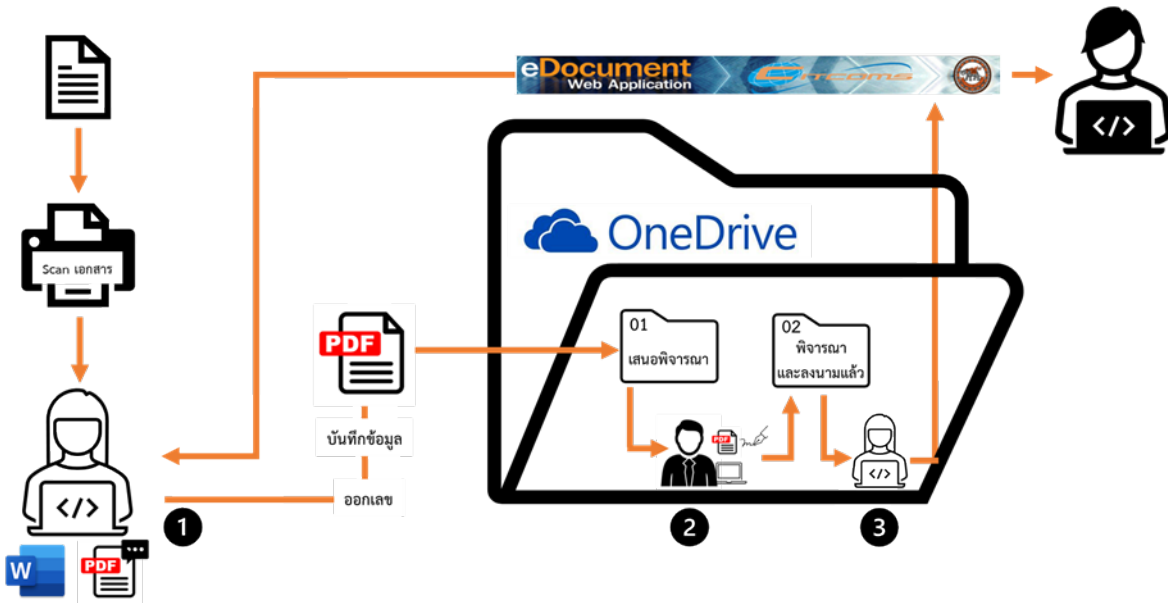 eDocument
Web Application
CITCOMS
</>
Scan เอกสาร
OneDrive
PDF
01
เสนอพิจารณา
02
พิจารณา
และลงนามแล้ว
บันทึกข้อมูล
ออกเลข
PDF
</>
</>
1
2
3
W
PDF